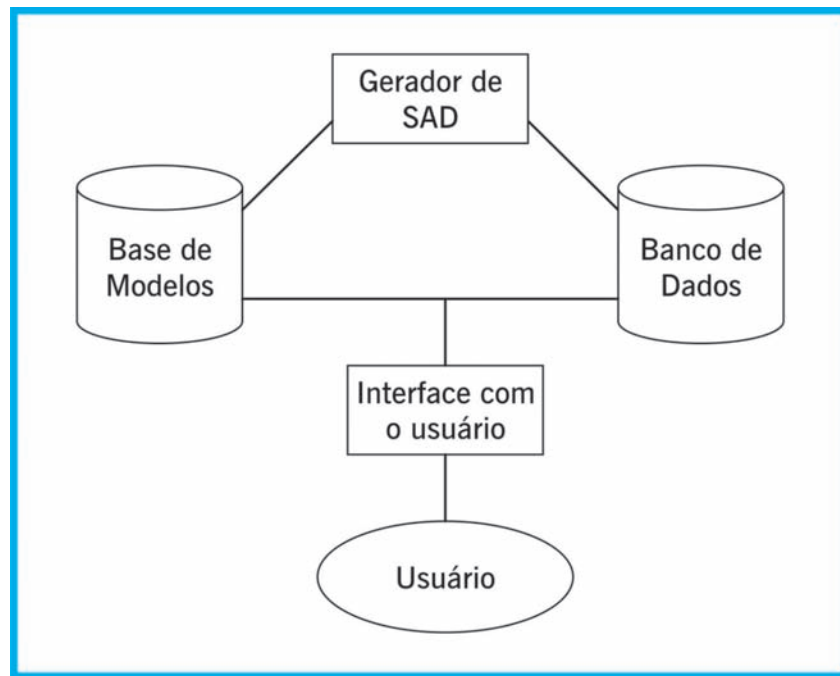 Gerador de
SAD
Base de
Modelos
Banco de
Dados
Interface com
o usuário
Usuário